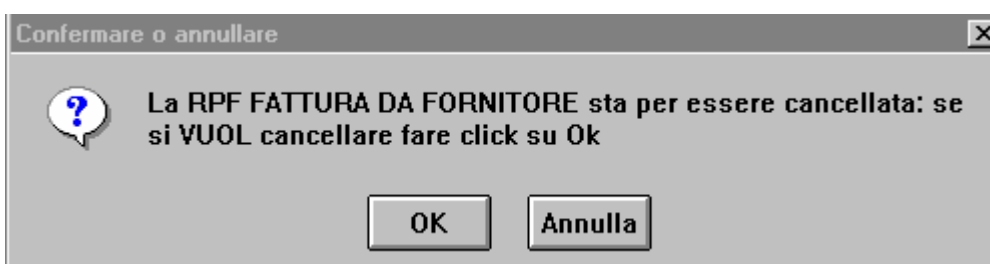 Confermare o annullare
La RPF FATTURA DA FORNITORE sta per essere cancellata: se
si VUOL cancellare fare click su Ok
OK
Annulla